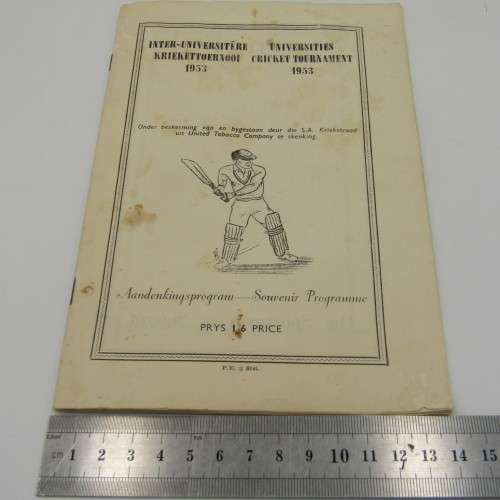 INTER-UNIVERSITÊRE UNIVERSITIES
KRIEKETTOERNOOI CRICKET TOURNAMENT
1953 1953
Onder beskerming van en bygestaan deur die S.A. Kriekstraad
uit United Tobacco Company se skenking.
Aandenkingsprogram — Souvenir Programme
PRYS 1/6 PRICE
cm 1 2 3 4 5 6 7 8 9 10 11 12 13 14 15